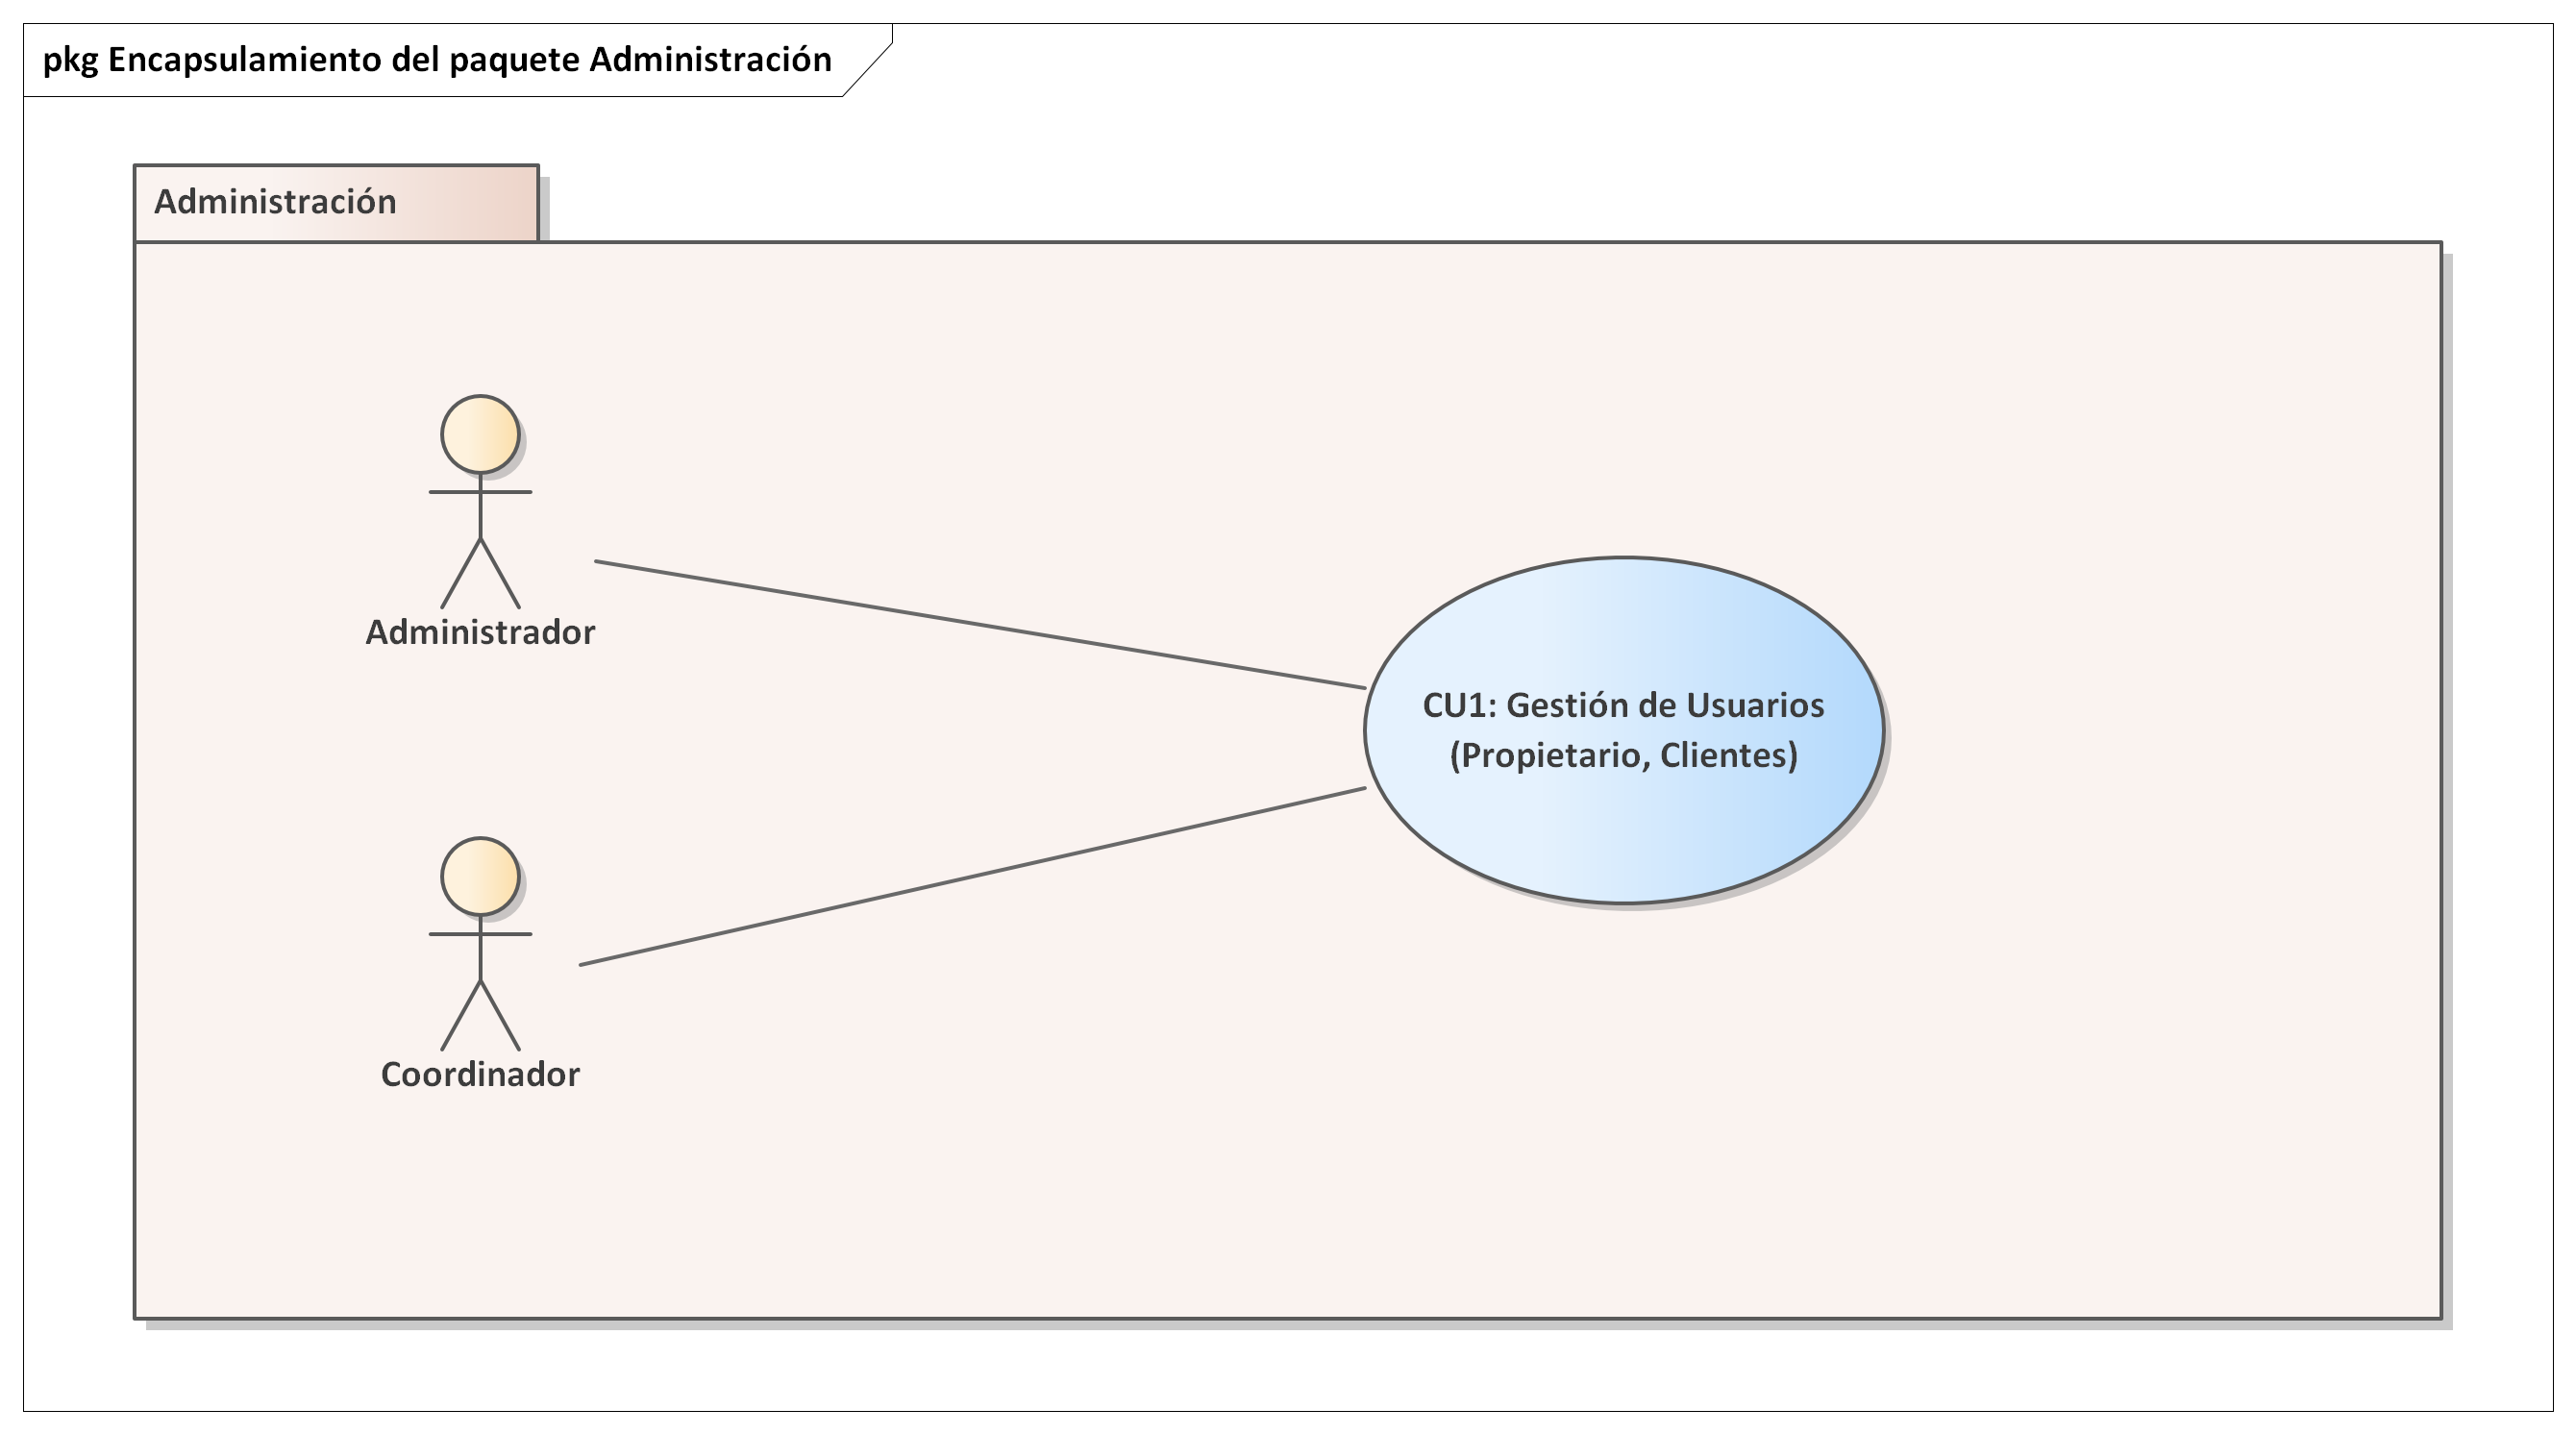 pkg Encapsulamiento del paquete Administración
Administración
Administrador
CU1: Gestión de Usuarios
(Propietario, Clientes)
Coordinador